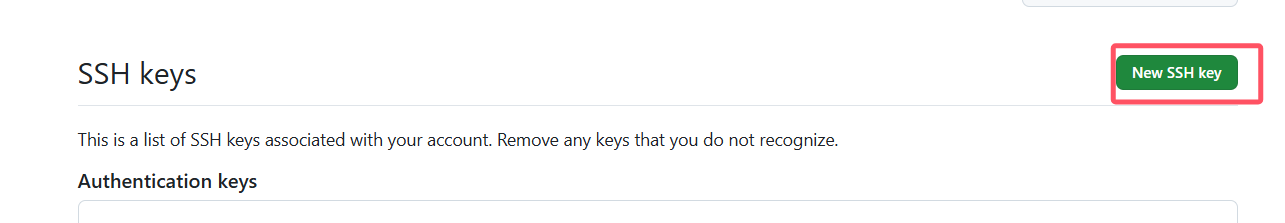 SSH keys
New SSH key
This is a list of SSH keys associated with your account. Remove any keys that you do not recognize.
Authentication keys